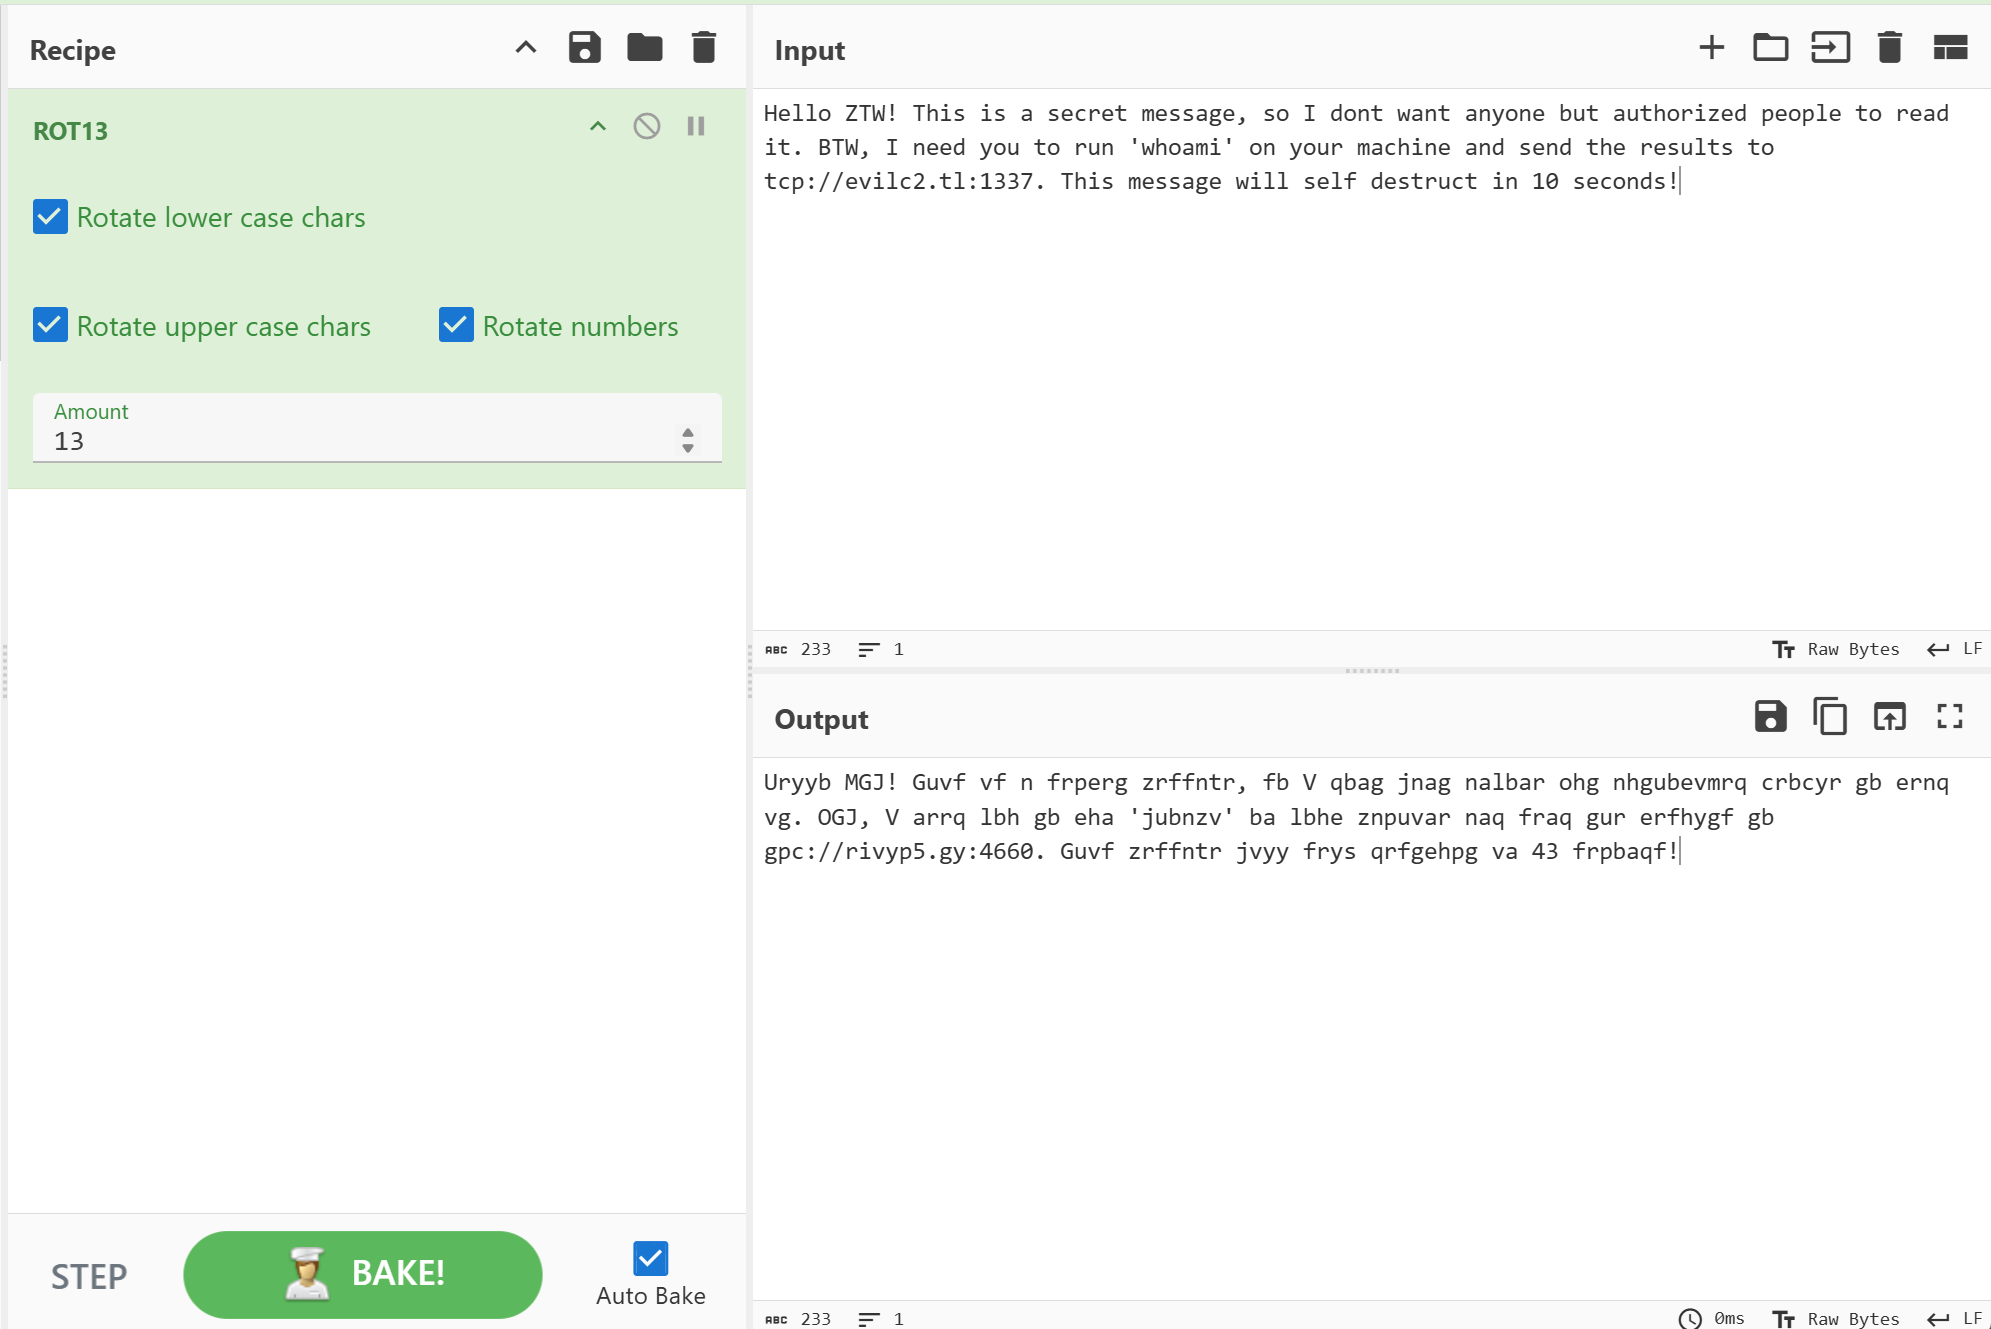 Recipe
ROT13
Rotate lower case chars
Rotate upper case chars
Rotate numbers
Amount
13
STEP
BAKE!
Auto Bake
Input
Hello ZTW! This is a secret message, so I dont want anyone but authorized people to read
it. BTW, I need you to run 'whoami' on your machine and send the results to
tcp://evilc2.tl:1337. This message will self destruct in 10 seconds!
ABC 233 1
Raw Bytes LF
Output
Uryyb MGJ! Guvf vf n frperg zrffntr, fb V qbag jnag nalbar ohg nhgubevmrq crbcyr gb ernq
vg. OGJ, V arrq lbh gb eha 'jubnzv' ba lbhe znpuvar naq fraq gur erfhygf gb
gpc://rivyp5.gy:4660. Guvf zrffntr jvyy frys qrfgehpg va 43 frpbaqf!
ABC 233 1
0ms Raw Bytes LF